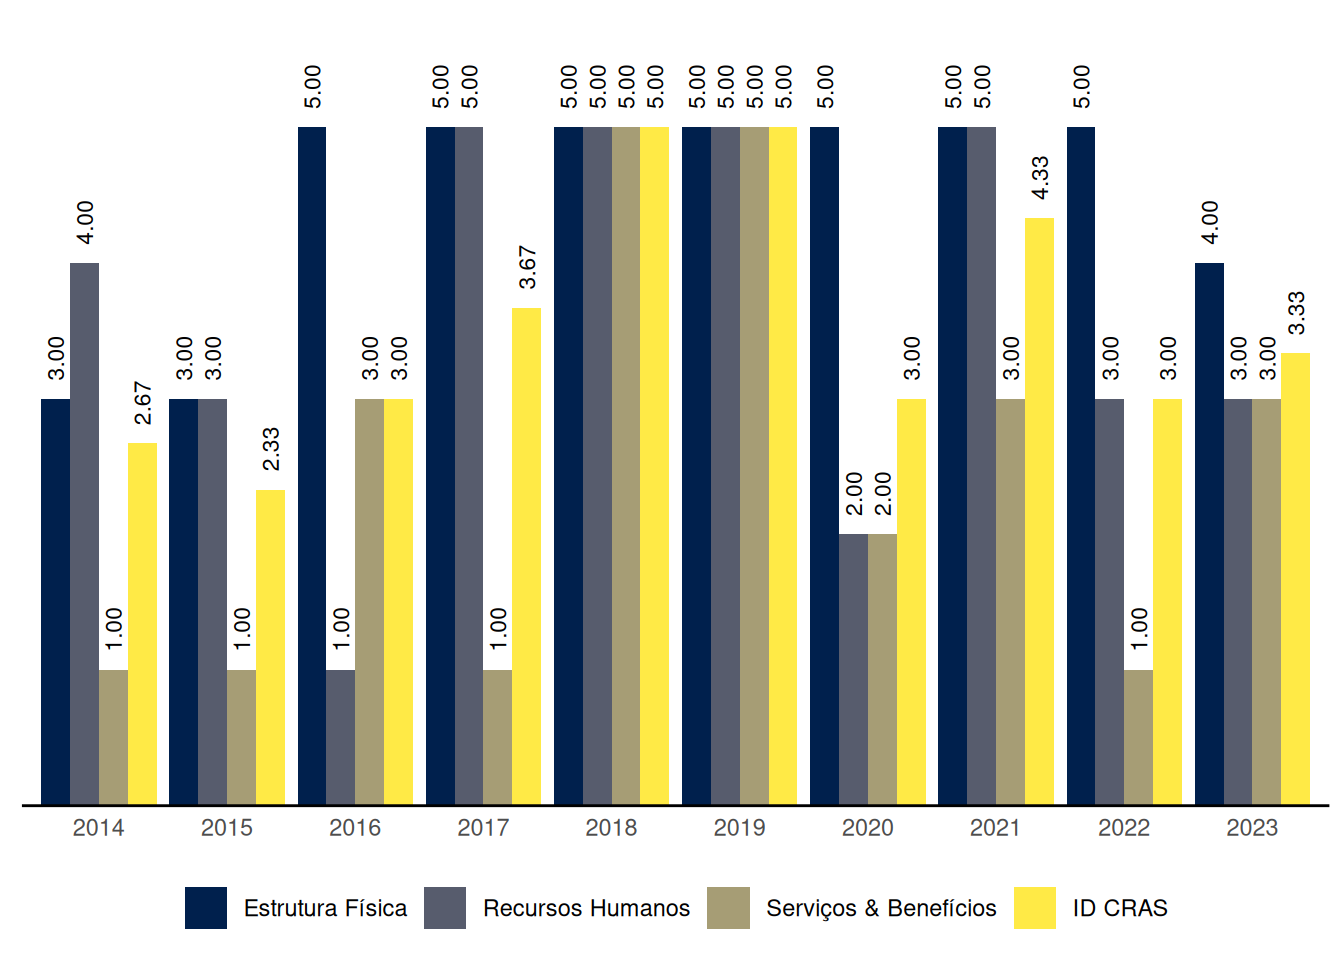 5.00 5.00 5.00 5.00 5.00 5.00 5.00 5.00 5.00 5.00 5.00 5.00 5.00 5.00 5.00
4.33
4.00 4.00
3.67
3.33
3.00 3.00 3.00 3.00 3.00 3.00 3.00 3.00 3.00 3.00 3.00
2.67
2.33
2.00 2.00
1.00 1.00 1.00 1.00 1.00
2014 2015 2016 2017 2018 2019 2020 2021 2022 2023
Estrutura Física Recursos Humanos Serviços & Benefícios ID CRAS